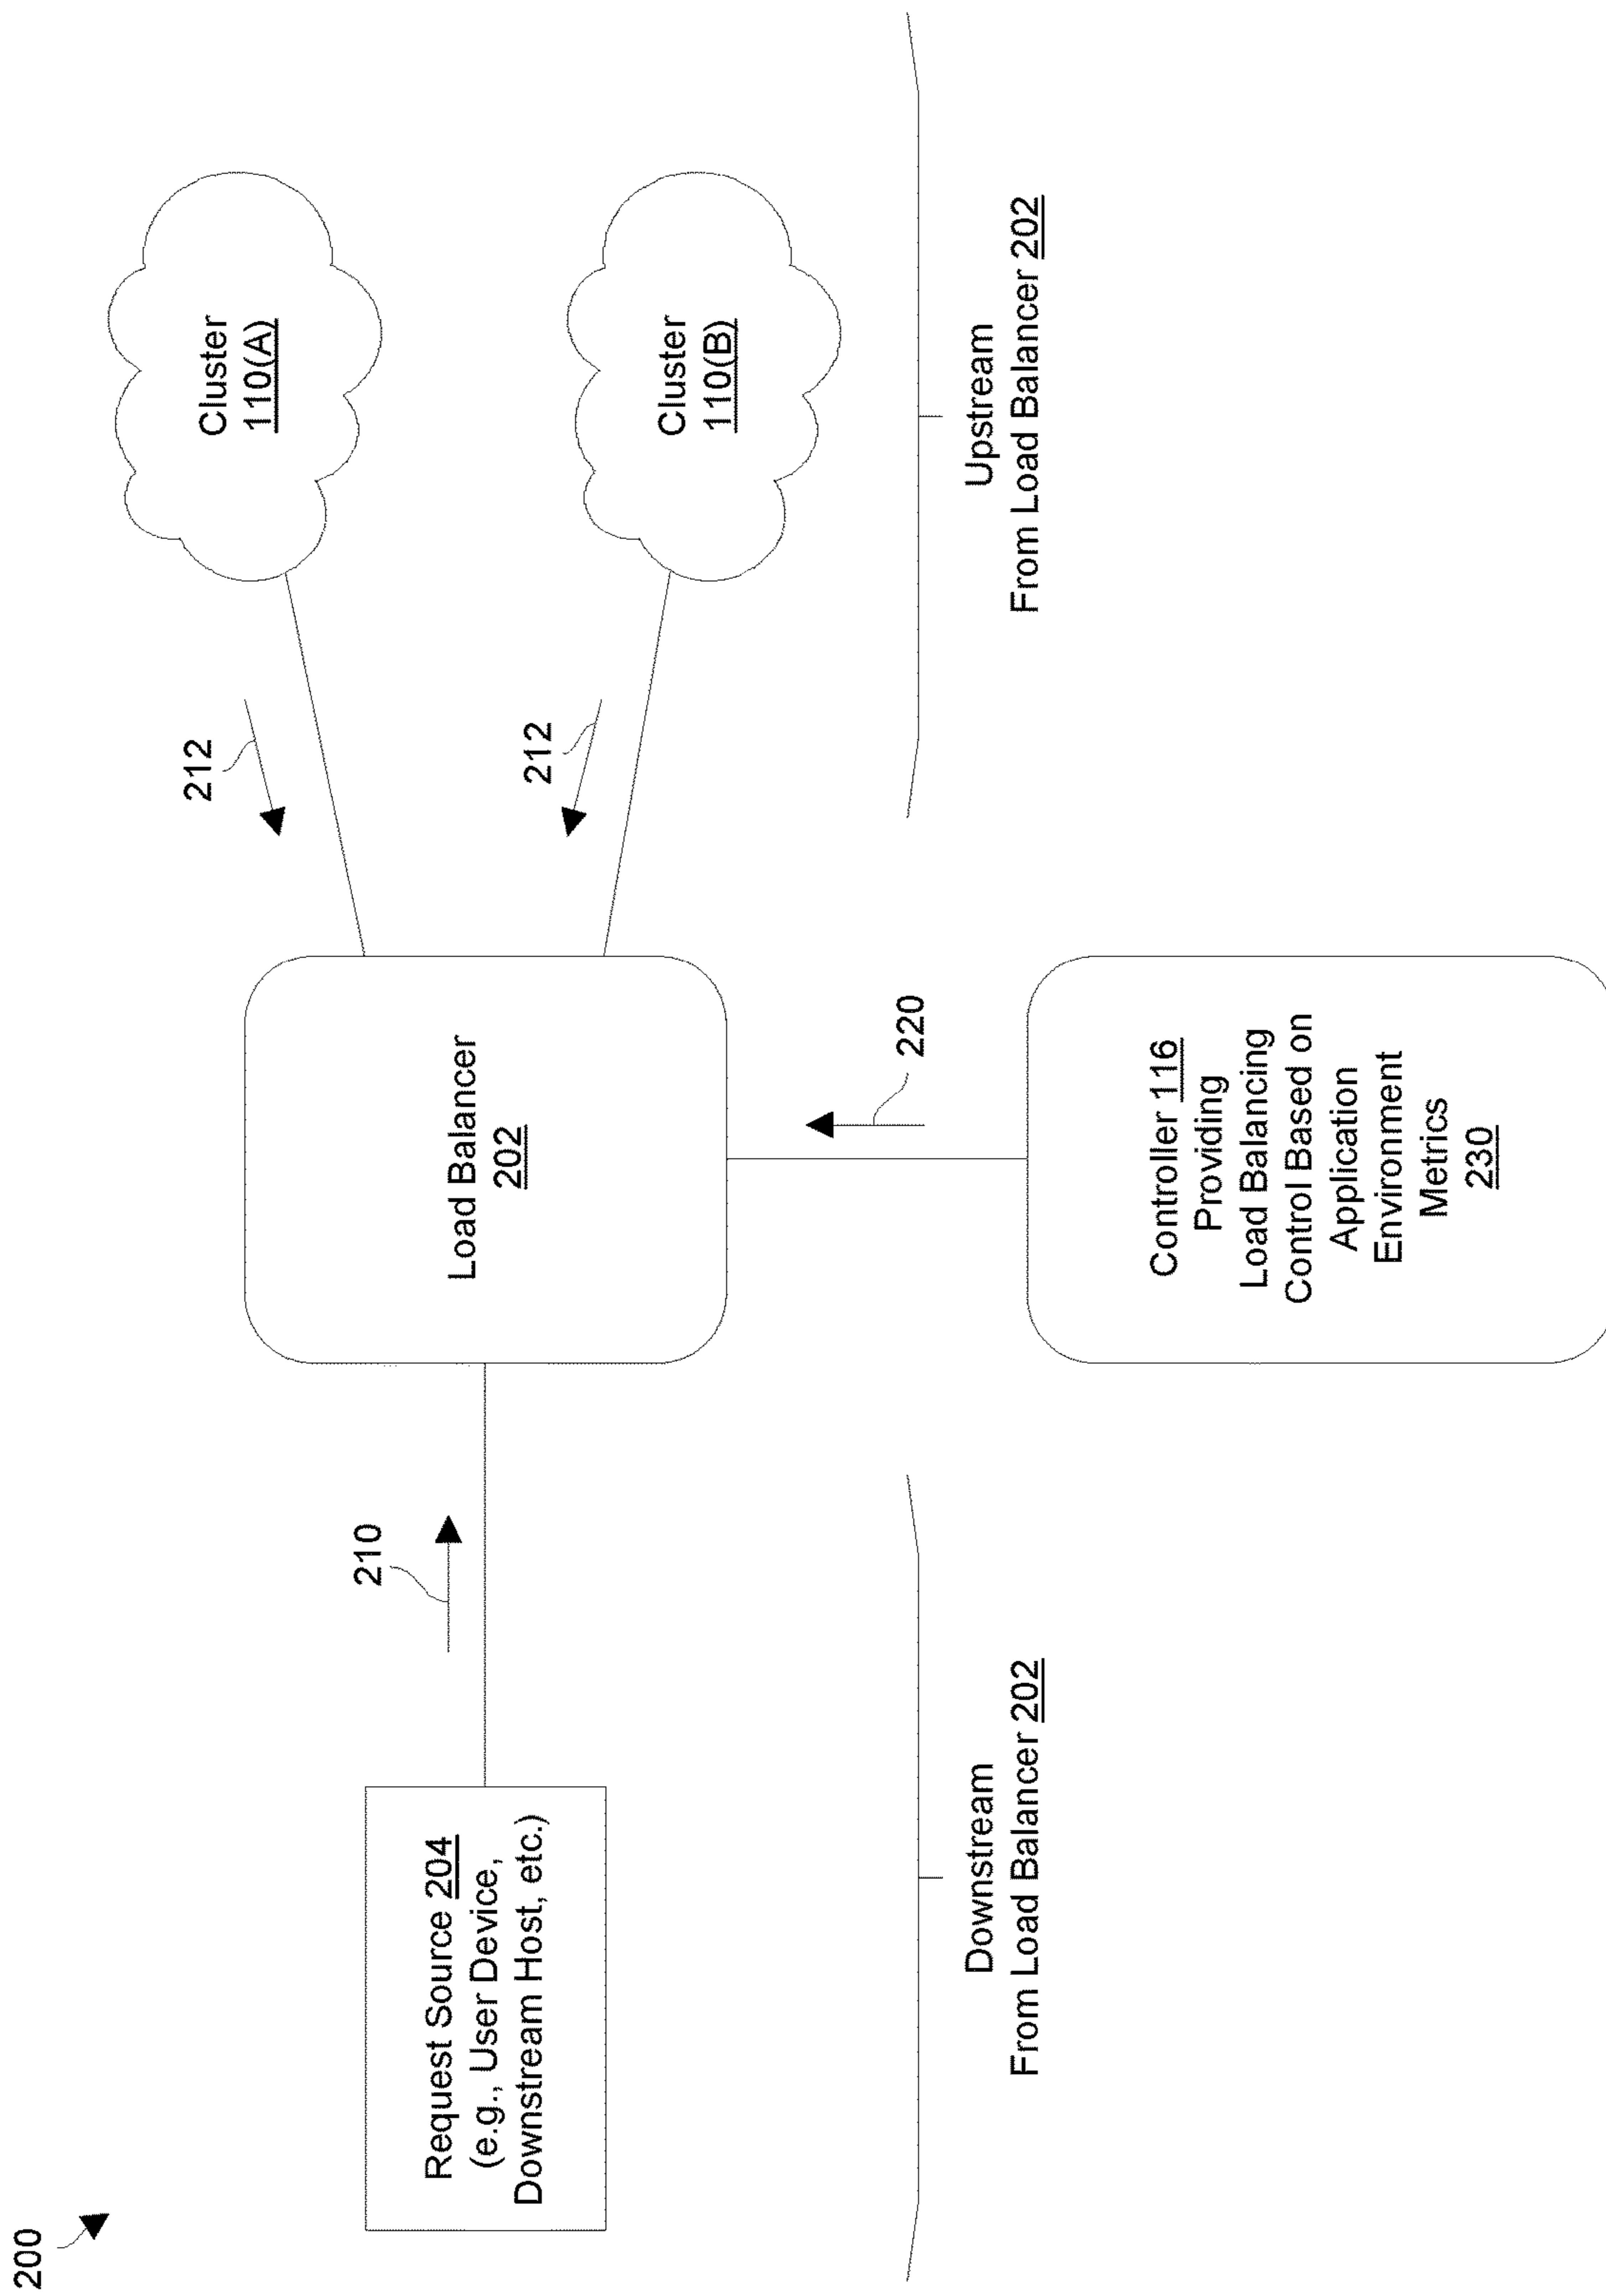 200
Request Source 204
(e.g., User Device,
Downstream Host, etc.)
210
Load Balancer
202
212
212
Cluster
110(A)
Cluster
110(B)
220
Controller 116
Providing
Load Balancing
Control Based on
Application
Environment
Metrics
230
Downstream
From Load Balancer 202
Upstream
From Load Balancer 202